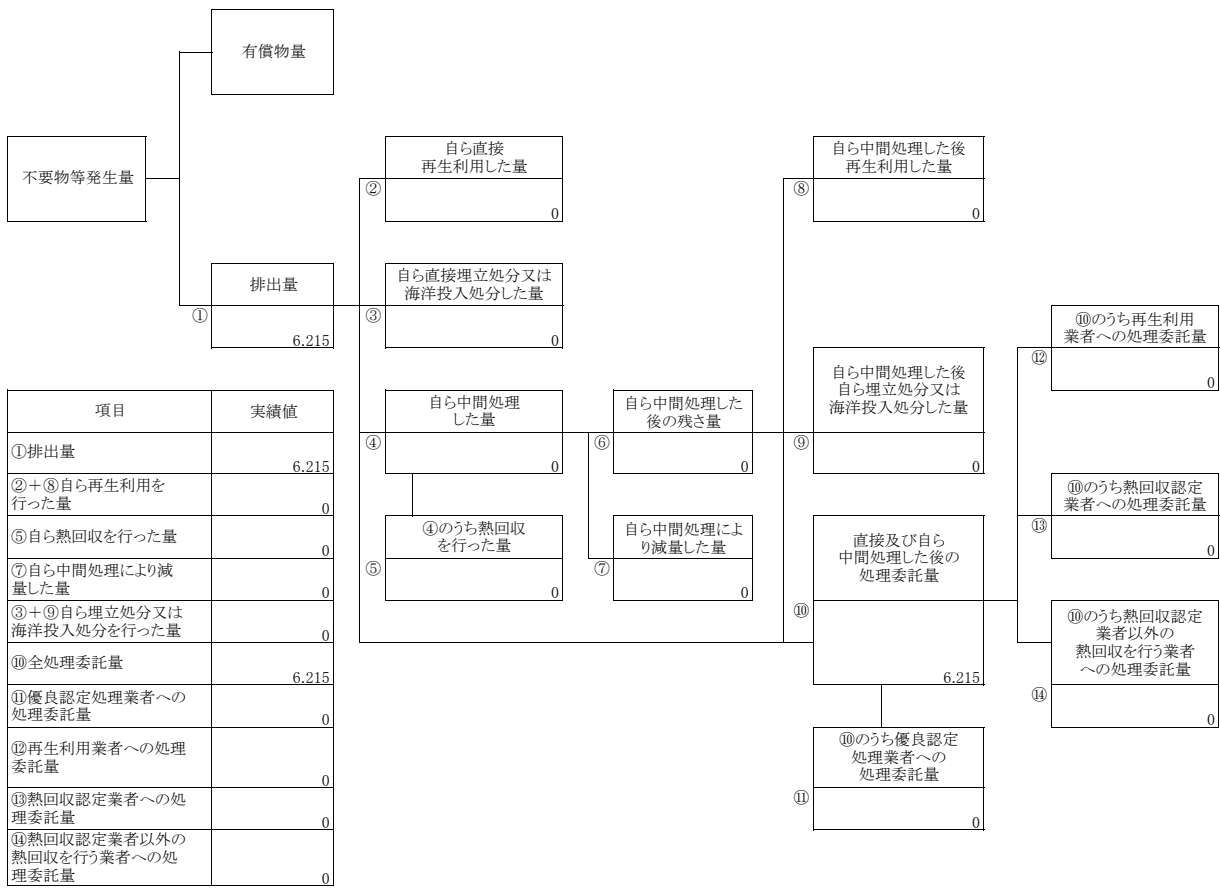 有償物量
不要物等発生量
自ら直接
再生利用した量
②
0
自ら中間処理した後
再生利用した量
⑧
0
排出量
①
6.215
自ら直接埋立処分又は
海洋投入処分した量
③
0
⑩のうち再生利用
業者への処理委託量
⑫
0
自ら中間処理
した量
④
0
自ら中間処理した
後の残さ量
⑥
0
自ら中間処理した後
自ら埋立処分又は
海洋投入処分した量
⑨
0
⑩のうち熱回収認定
業者への処理委託量
⑬
0
④のうち熱回収
を行った量
⑤
0
自ら中間処理によ
り減量した量
⑦
0
直接及び自ら
中間処理した後の
処理委託量
⑩
6.215
⑩のうち熱回収認定
業者以外の
熱回収を行う業者
への処理委託量
⑭
0
⑩のうち優良認定
処理業者への
処理委託量
⑪
0
項目 実績値
①排出量 6.215
②＋⑧自ら再生利用を
行った量 0
⑤自ら熱回収を行った量 0
⑦自ら中間処理により減
量した量 0
③＋⑨自ら埋立処分又は
海洋投入処分を行った量 0
⑩全処理委託量 6.215
⑪優良認定処理業者への
処理委託量 0
⑫再生利用業者への処理
委託量 0
⑬熱回収認定業者への処
理委託量 0
⑭熱回収認定業者以外の
熱回収を行う業者への処
理委託量 0